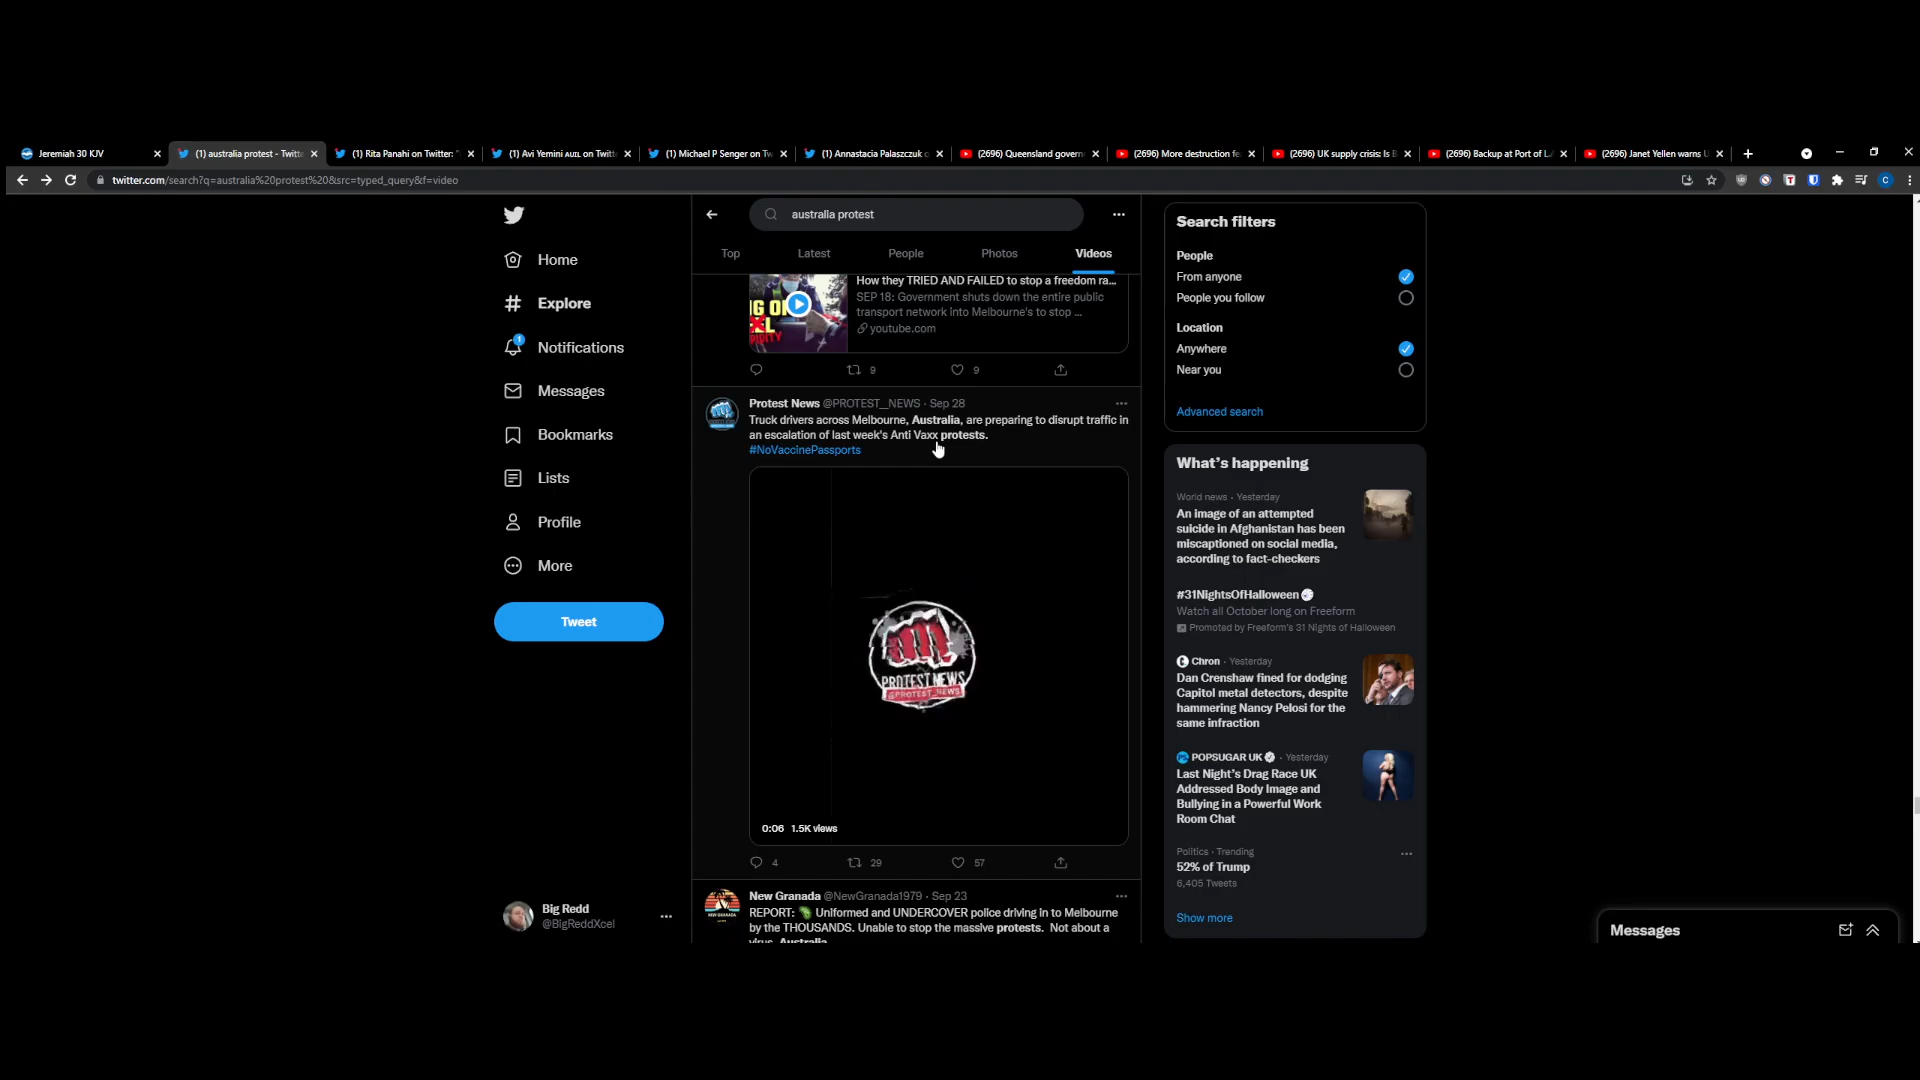 Jeremiah 30 KJV
(1) australia protest - Twitte
(1) Rita Panahi on Twitter: "
(1) Avi Yemini
on Twitt
(1) Michael P Senger on Tw
(1) Annastacia Palaszczuk o
(2696) Queensland govern
(2696) More destruction fe
(2696) UK supply crisis: Is B
(2696) Backup at Port of L.A
(2696) Janet Yellen warns U
twitter.com/search?q=australia%20protest%20&src=typed_query&f=video
C
australia protest
Top
Latest
People
Photos
Videos
Home
Explore
1
Notifications
Messages
Bookmarks
Lists
Profile
More
Tweet
Big Redd
@BigReddXcel
How they TRIED AND FAILED to stop a freedom ra...
SEP 18: Government shuts down the entire public
transport network into Melbourne's to stop ...
youtube.com
9
9
Protest News @PROTEST__NEWS · Sep 28
Truck drivers across Melbourne, Australia, are preparing to disrupt traffic in
an escalation of last week's Anti Vaxx protests.
#NoVaccinePassports
PROTEST NEWS
@PROTEST_NEWS
0:06 1.5K views
4
29
57
New Granada @NewGranada1979 · Sep 23
REPORT: Uniformed and UNDERCOVER police driving in to Melbourne
by the THOUSANDS. Unable to stop the massive protests. Not about a
virus. Australia
Search filters
People
From anyone
People you follow
Location
Anywhere
Near you
Advanced search
What's happening
World news · Yesterday
An image of an attempted
suicide in Afghanistan has been
miscaptioned on social media,
according to fact-checkers
#31NightsOfHalloween
Watch all October long on Freeform
Promoted by Freeform's 31 Nights of Halloween
Chron · Yesterday
Dan Crenshaw fined for dodging
Capitol metal detectors, despite
hammering Nancy Pelosi for the
same infraction
POPSUGAR UK · Yesterday
Last Night's Drag Race UK
Addressed Body Image and
Bullying in a Powerful Work
Room Chat
Politics · Trending
52% of Trump
6,405 Tweets
Show more
Messages